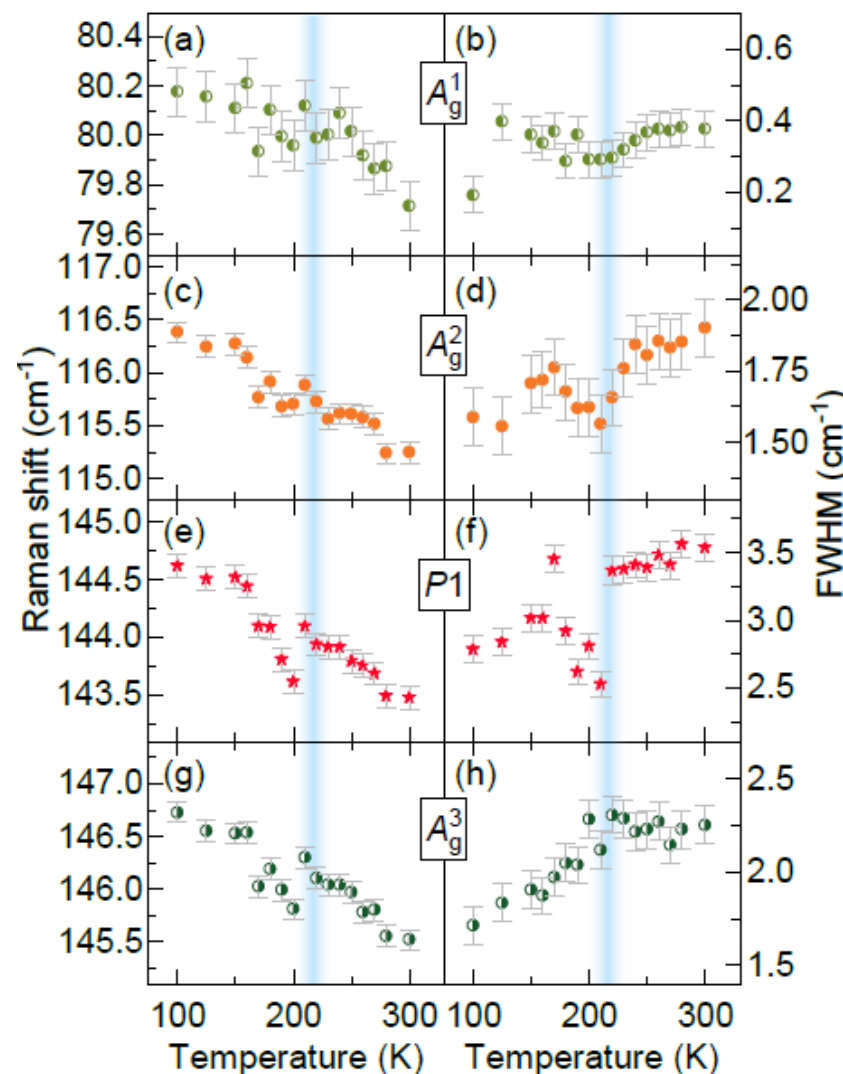 (a)
(b)
80.4
80.2
80.0
79.8
79.6
A_g^1
0.6
0.4
0.2
(c)
(d)
117.0
116.5
116.0
115.5
115.0
A_g^2
2.00
1.75
1.50
(e)
(f)
145.0
144.5
144.0
143.5
P1
3.5
3.0
2.5
(g)
(h)
147.0
146.5
146.0
145.5
A_g^3
2.5
2.0
1.5
Raman shift (cm⁻¹)
FWHM (cm⁻¹)
100 200 300
100 200 300
Temperature (K)
Temperature (K)